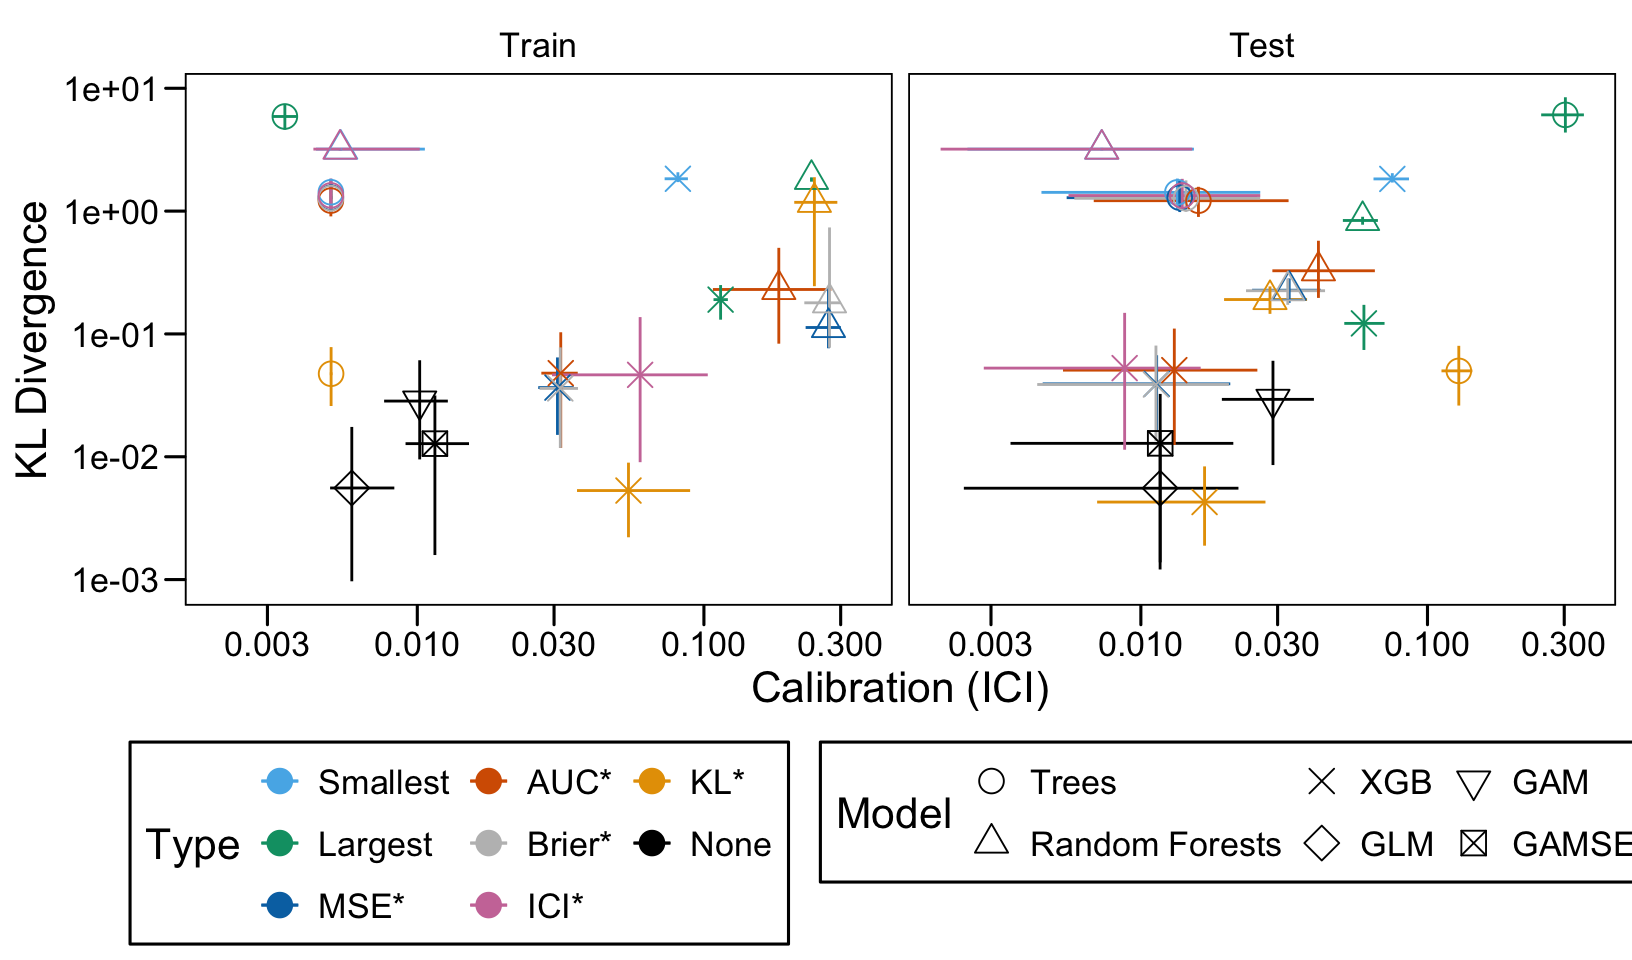 Train Test
KL Divergence
1e+01
1e+00
1e-01
1e-02
1e-03
0.003 0.010 0.030 0.100 0.300 0.003 0.010 0.030 0.100 0.300
Calibration (ICI)
Type
Smallest AUC* KL*
Largest Brier* None
MSE* ICI*
Model
Trees XGB GAM
Random Forests GLM GAMSE